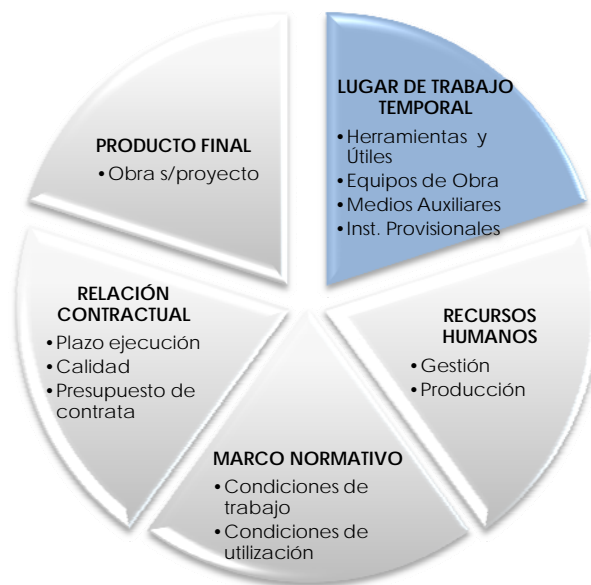 LUGAR DE TRABAJO
TEMPORAL
•Herramientas y
Útiles
•Equipos de Obra
•Medios Auxiliares
•Inst. Provisionales
RECURSOS
HUMANOS
•Gestión
•Producción
MARCO NORMATIVO
•Condiciones de
trabajo
•Condiciones de
utilización
RELACIÓN
CONTRACTUAL
•Plazo ejecución
•Calidad
•Presupuesto de
contrata
PRODUCTO FINAL
•Obra s/proyecto